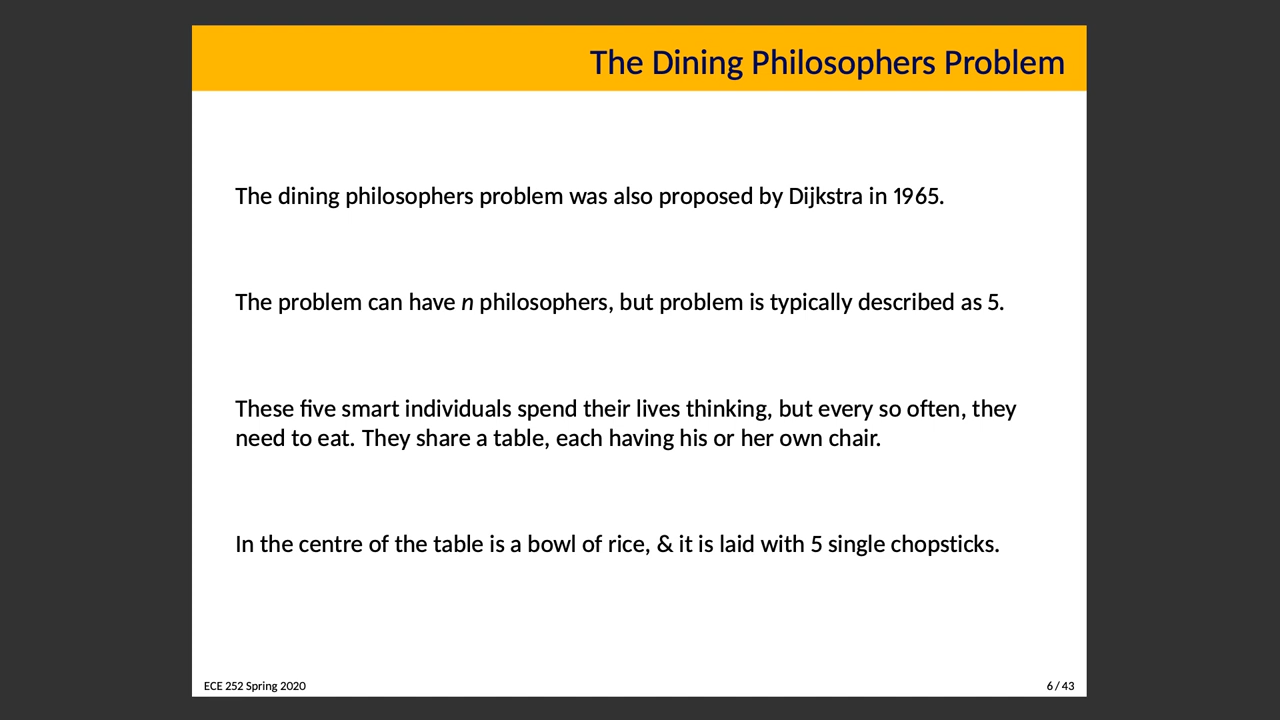 The Dining Philosophers Problem
The dining philosophers problem was also proposed by Dijkstra in 1965.
The problem can have n philosophers, but problem is typically described as 5.
These five smart individuals spend their lives thinking, but every so often, they
need to eat. They share a table, each having his or her own chair.
In the centre of the table is a bowl of rice, & it is laid with 5 single chopsticks.
ECE 252 Spring 2020
6 / 43